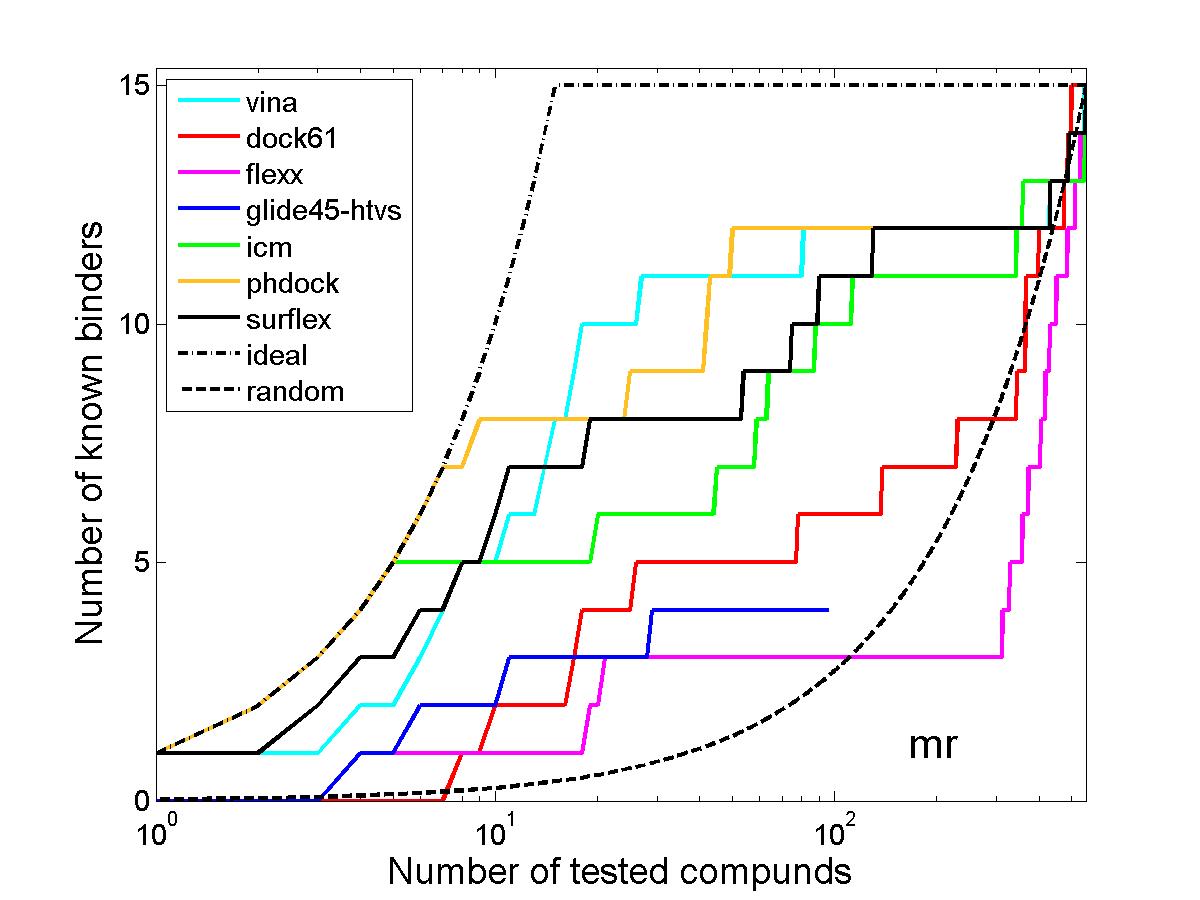 15
10
5
0
Number of known binders
vina
dock61
flexx
glide45-htvs
icm
phdock
surflex
ideal
random
mr
10^0
10^1
10^2
Number of tested compunds